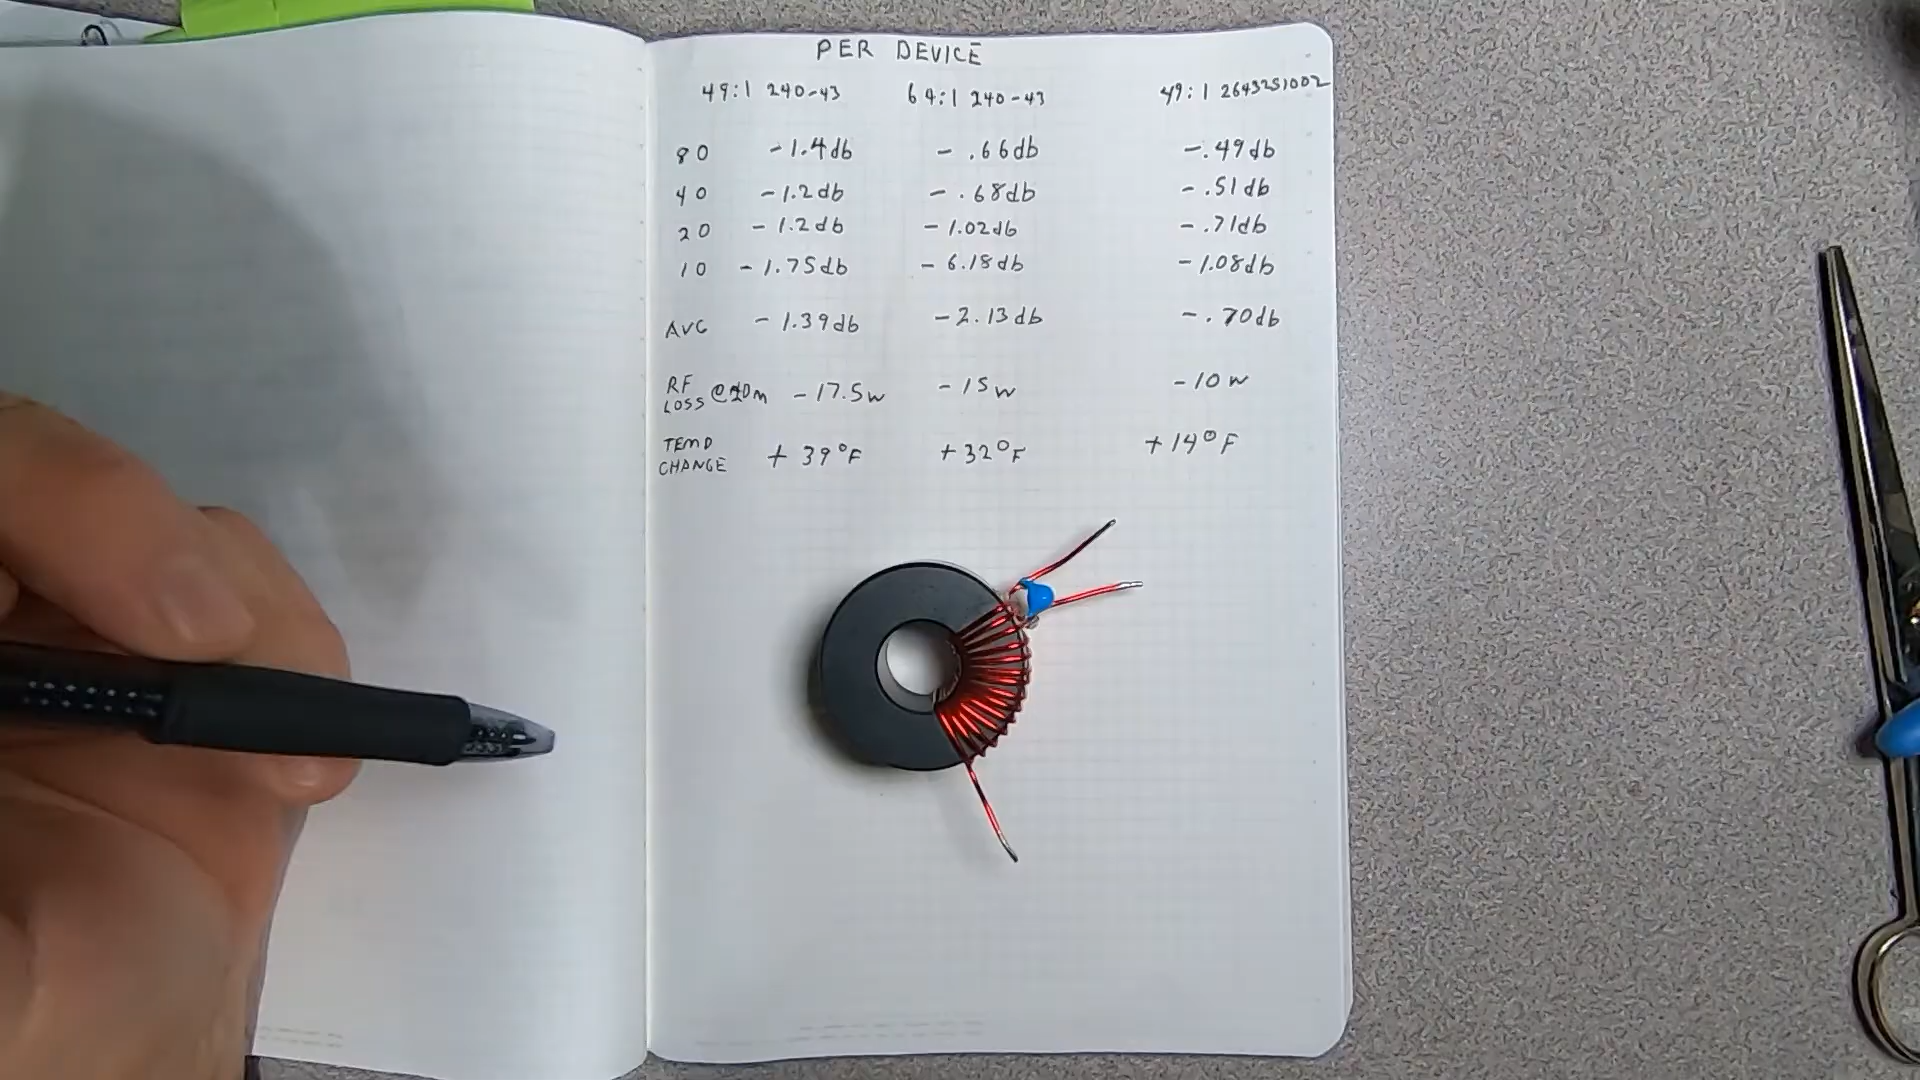 PER DEVICE
49:1 240-43 64:1 240-43 49:1 2643251002
80 -1.4db - .66db -.49db
40 -1.2db - .68db - .51db
20 - 1.2db - 1.02db - .71db
10 - 1.75db - 6.18db - 1.08db
AVG - 1.39db - 2.13db - .70db
RF LOSS @ 40m - 17.5w - 15w - 10w
TEMP CHANGE + 39°F + 32°F + 14°F